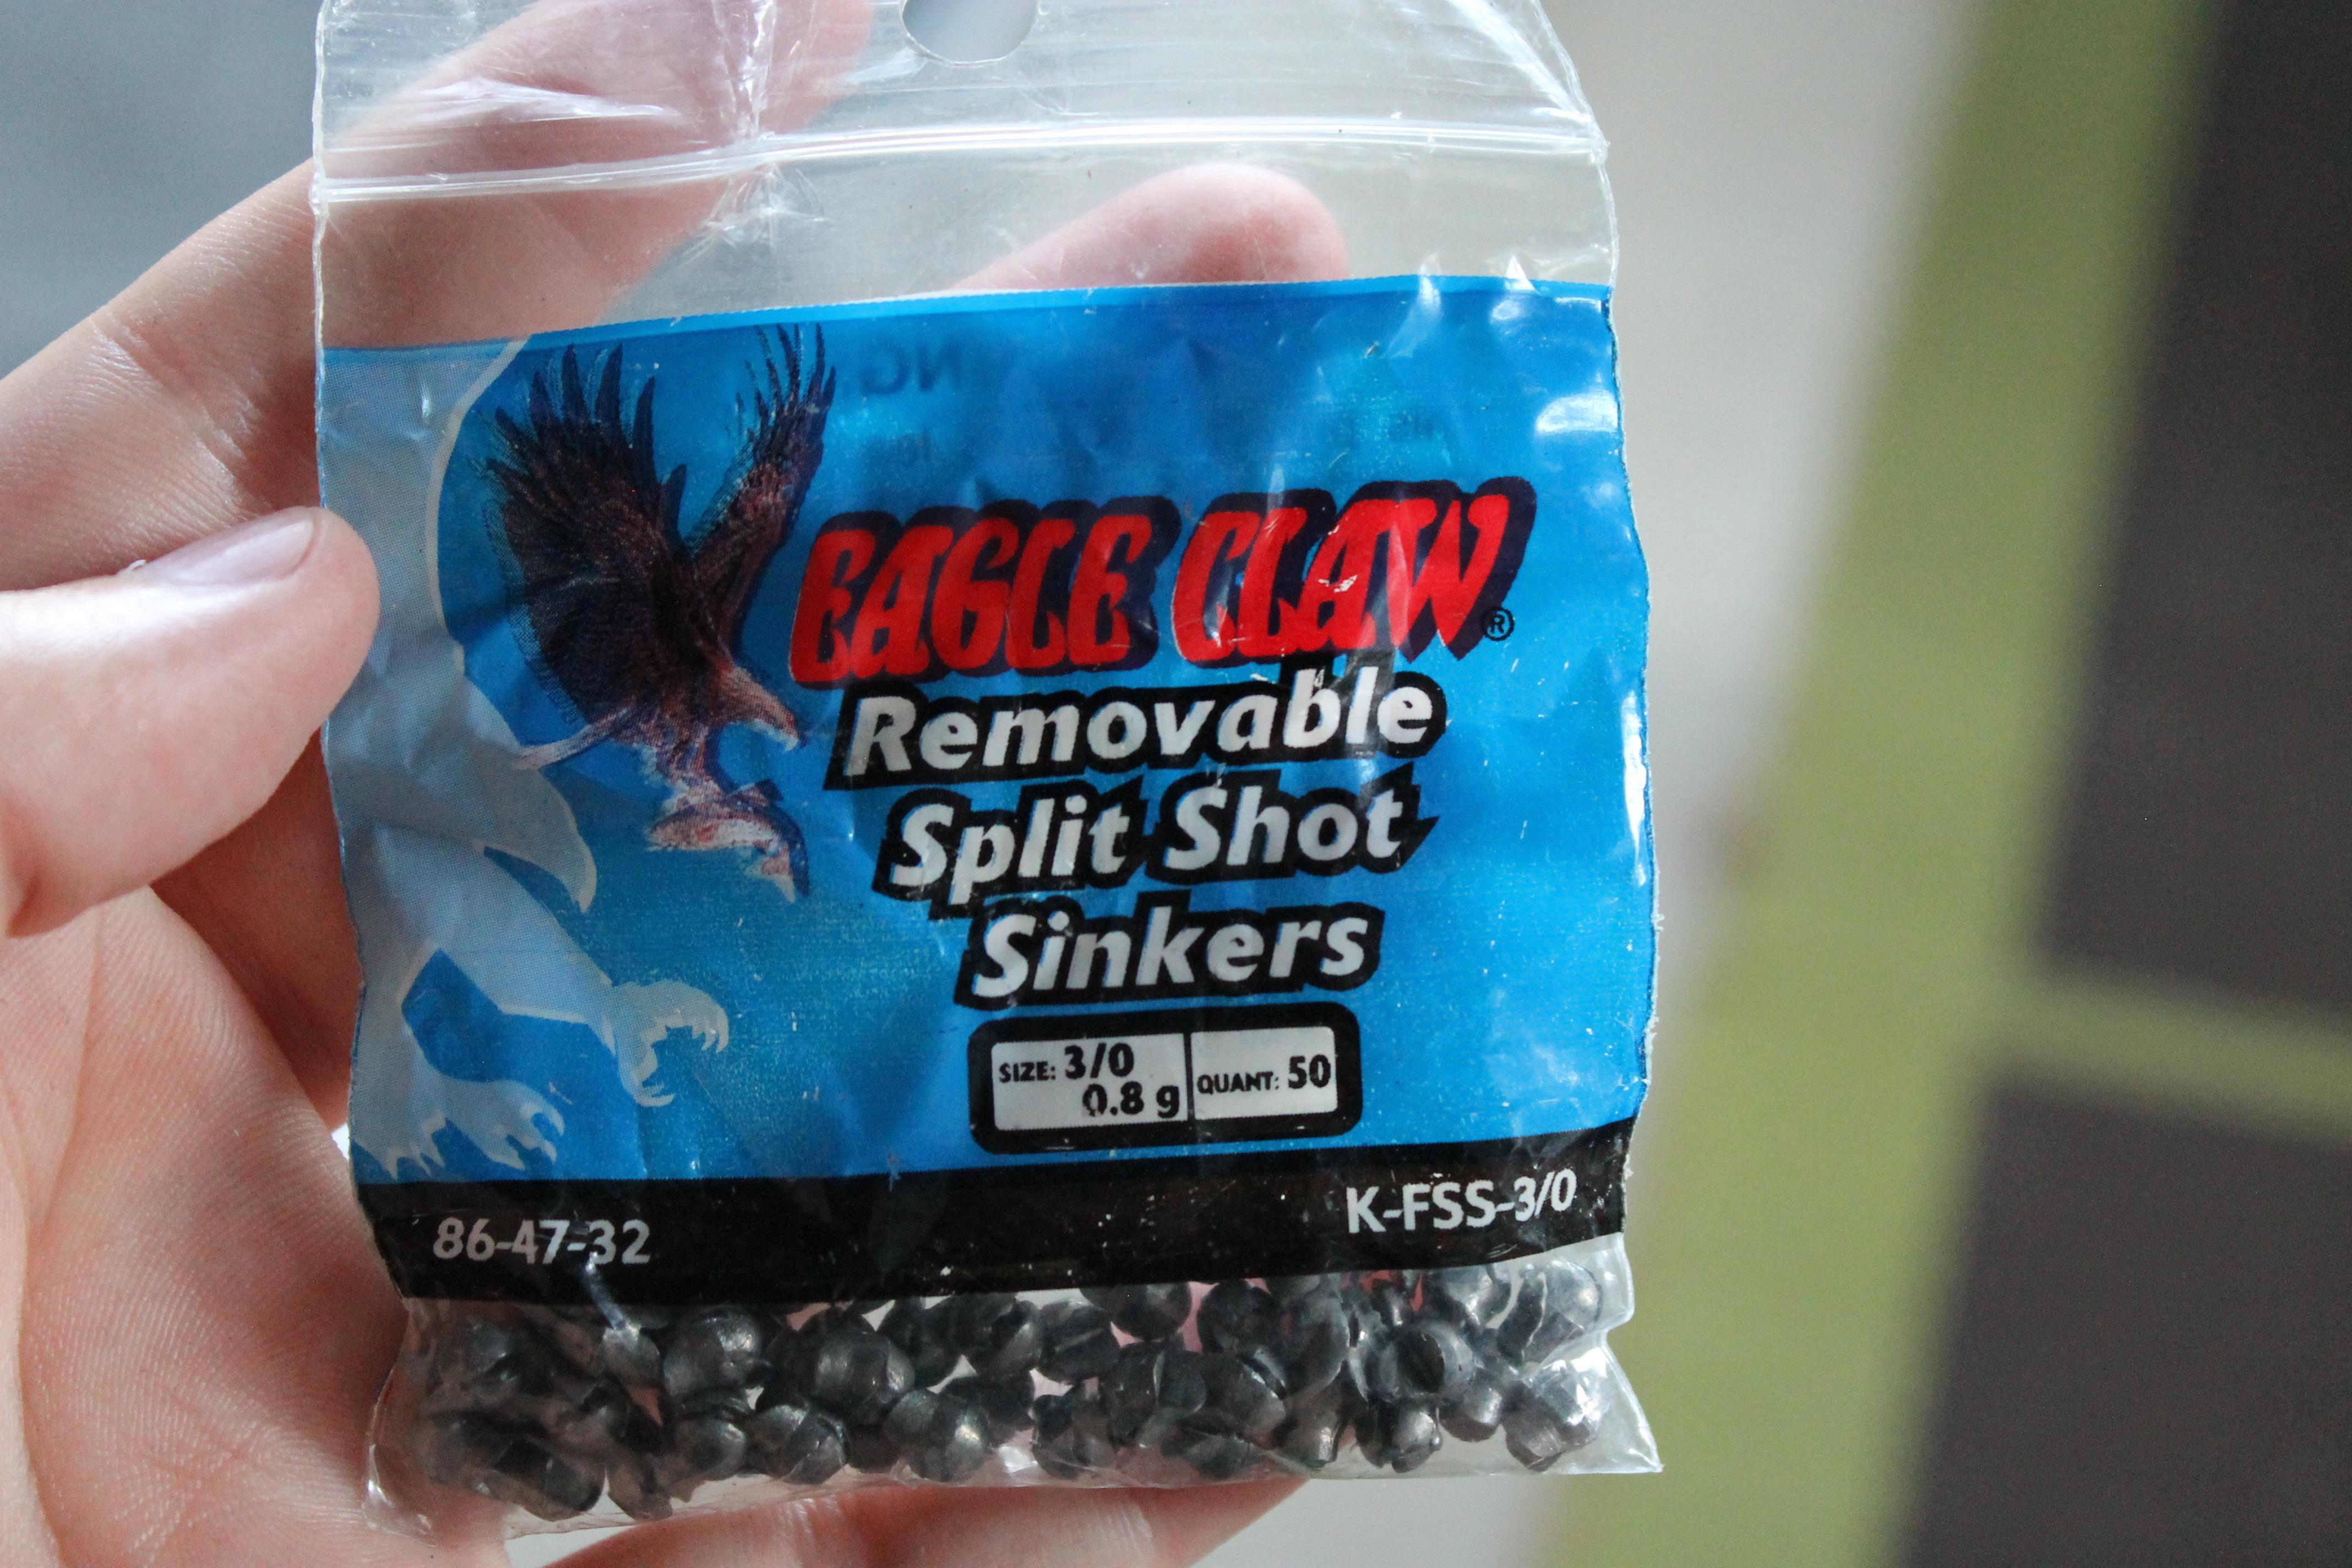 EAGLE CLAW®
Removable
Split Shot
Sinkers
SIZE: 3/0
0.8 g
QUANT: 50
86-47-32
K-FSS-3/0